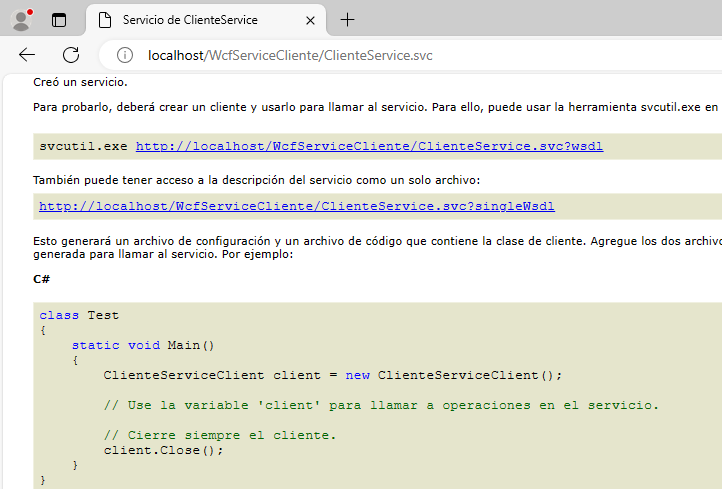 Servicio de ClienteService
localhost/WcfServiceCliente/ClienteService.svc
Creó un servicio.
Para probarlo, deberá crear un cliente y usarlo para llamar al servicio. Para ello, puede usar la herramienta svcutil.exe en
svcutil.exe http://localhost/WcfServiceCliente/ClienteService.svc?wsdl
También puede tener acceso a la descripción del servicio como un solo archivo:
http://localhost/WcfServiceCliente/ClienteService.svc?singleWsdl
Esto generará un archivo de configuración y un archivo de código que contiene la clase de cliente. Agregue los dos archivo
generada para llamar al servicio. Por ejemplo:
C#
class Test
{
    static void Main()
    {
        ClienteServiceClient client = new ClienteServiceClient();
        // Use la variable 'client' para llamar a operaciones en el servicio.
        // Cierre siempre el cliente.
        client.Close();
    }
}